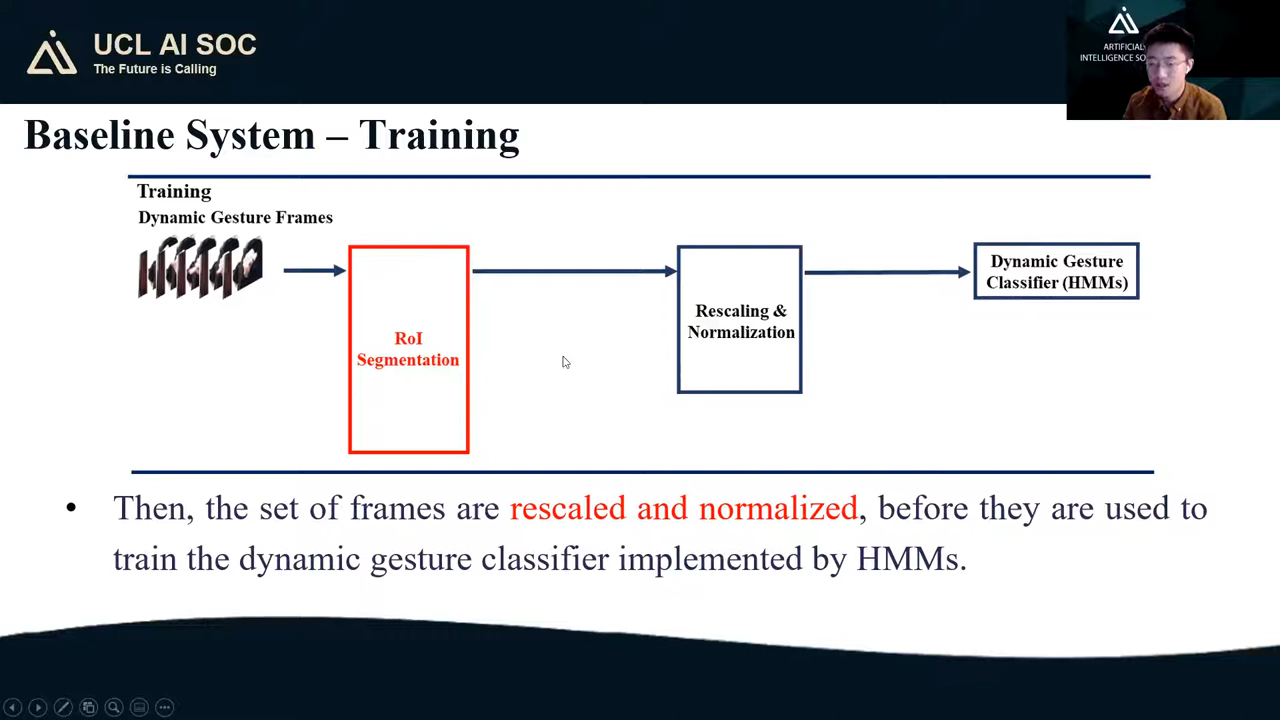 UCL AI SOC
The Future is Calling
ARTIFICIAL
INTELLIGENCE
Baseline System – Training
Training
Dynamic Gesture Frames
RoI
Segmentation
Rescaling &
Normalization
Dynamic Gesture
Classifier (HMMs)
• Then, the set of frames are rescaled and normalized, before they are used to
train the dynamic gesture classifier implemented by HMMs.